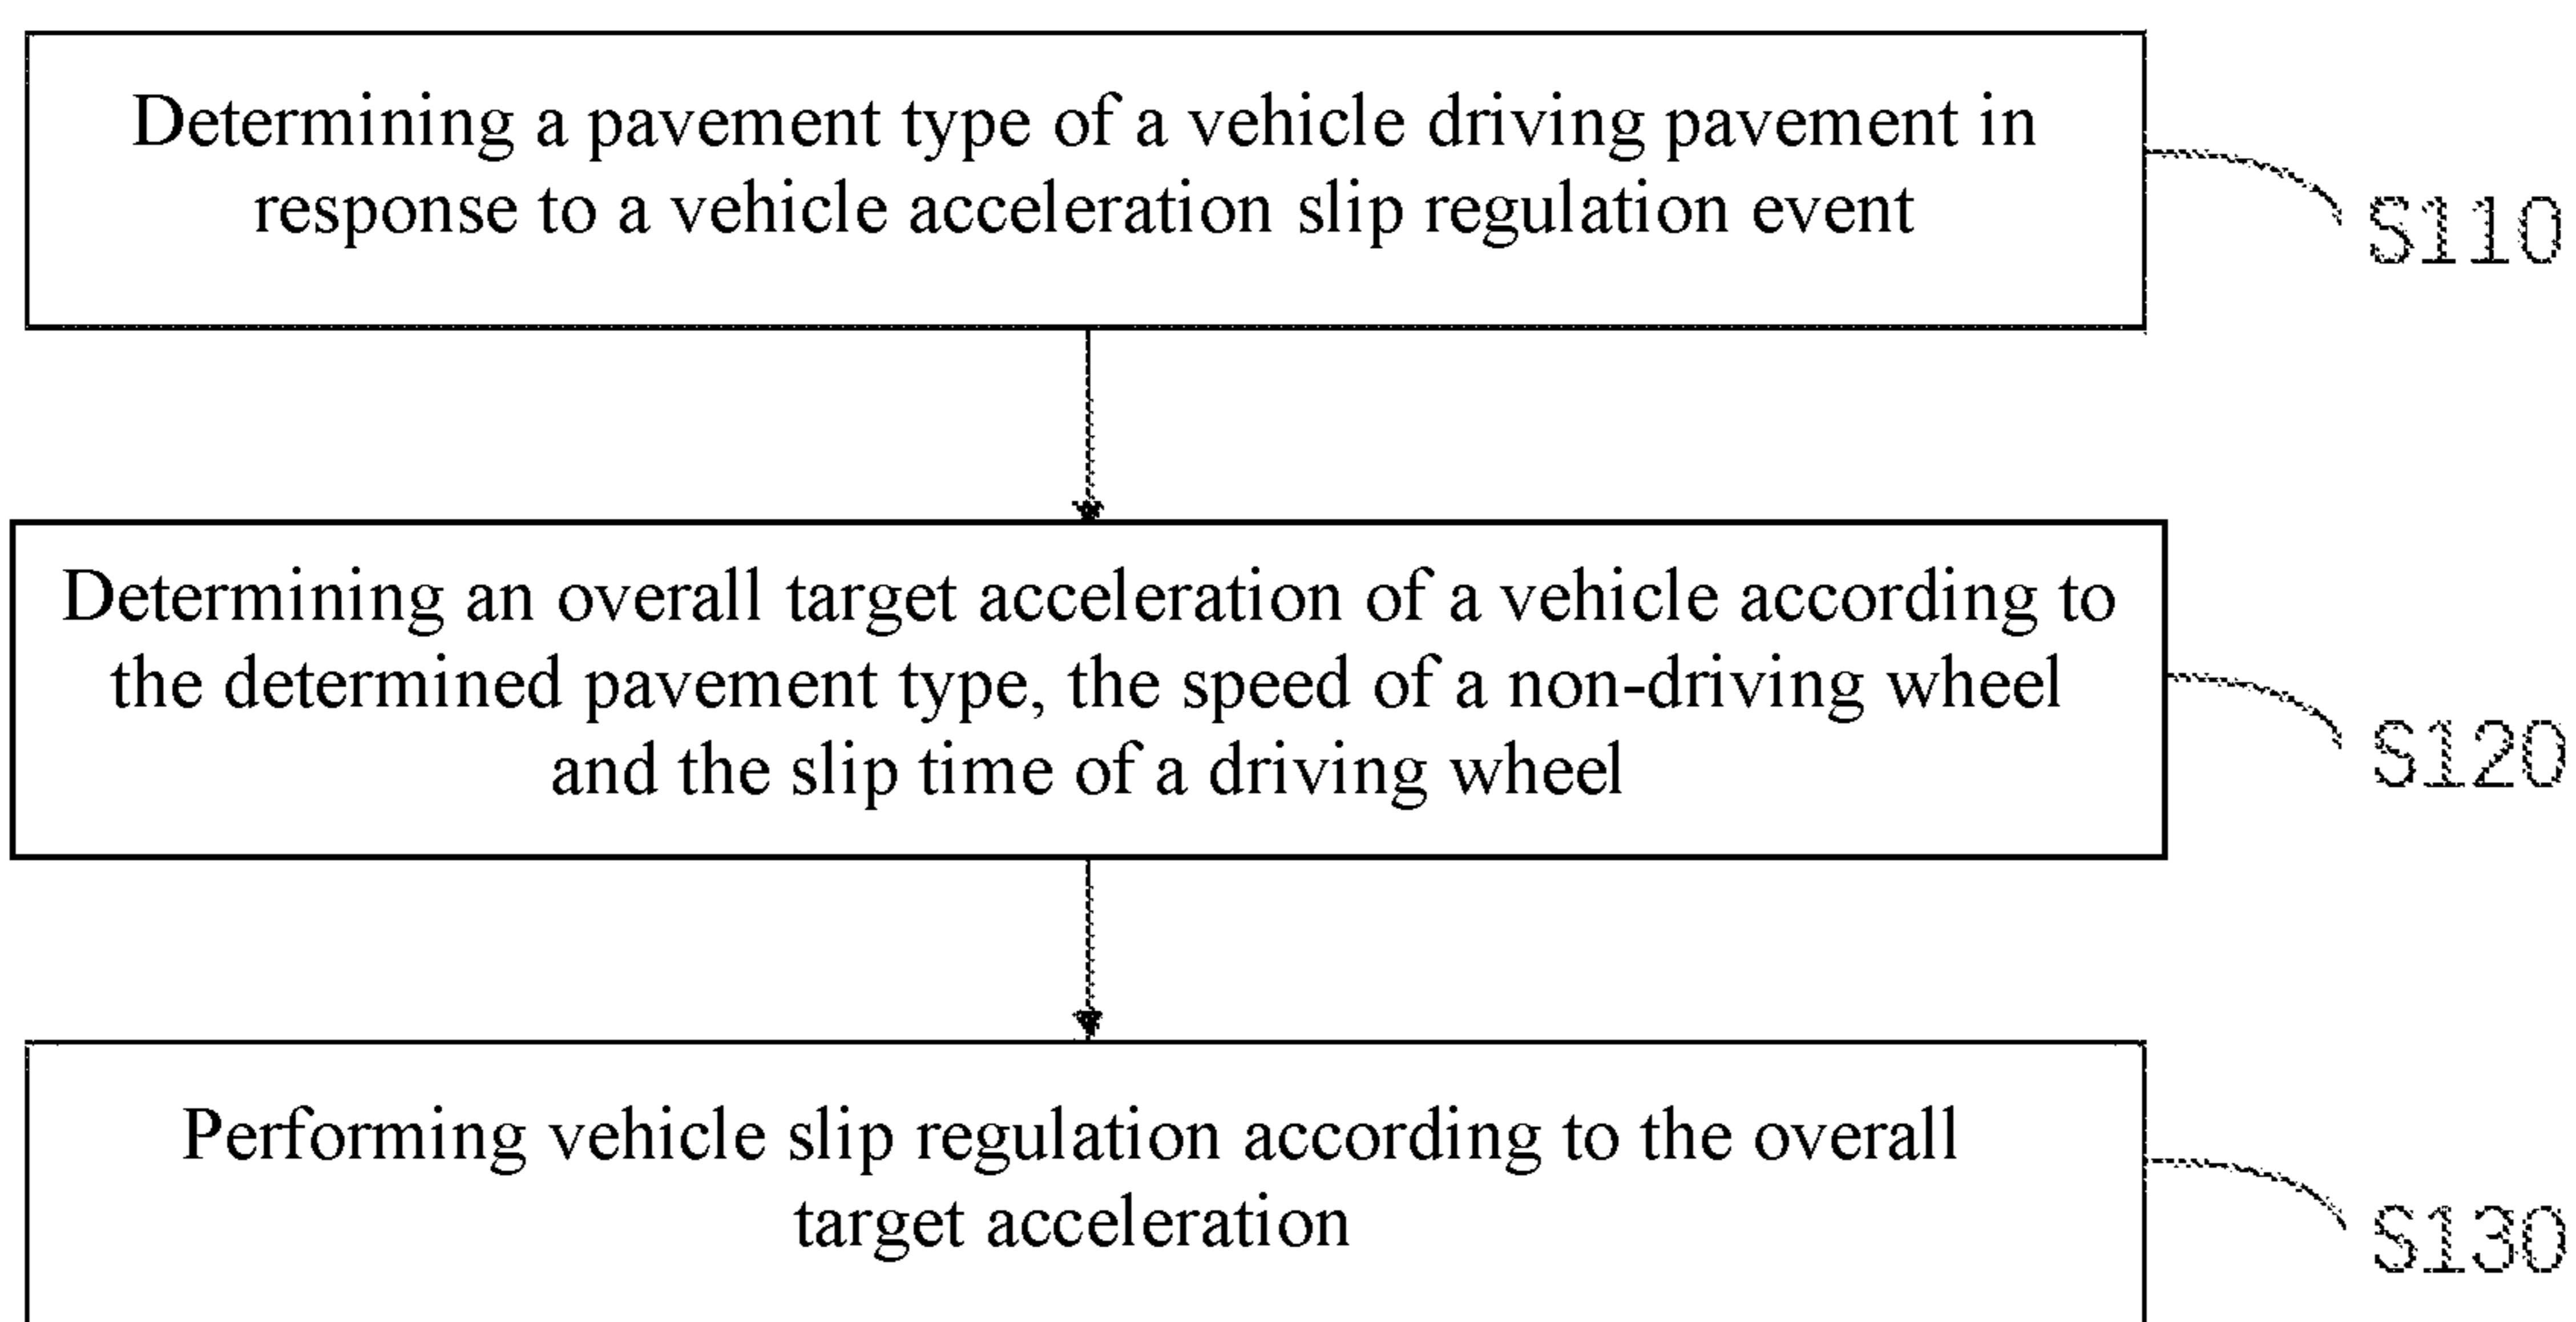 Determining a pavement type of a vehicle driving pavement in
response to a vehicle acceleration slip regulation event
S110
Determining an overall target acceleration of a vehicle according to
the determined pavement type, the speed of a non-driving wheel
and the slip time of a driving wheel
S120
Performing vehicle slip regulation according to the overall
target acceleration
S130